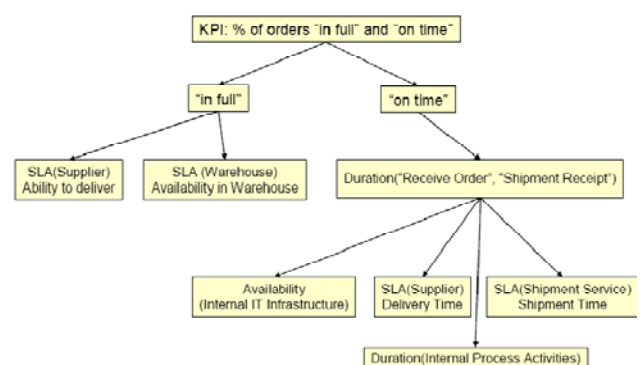 KPI: % of orders "in full" and "on time"
"in full"
"on time"
SLA(Supplier)
Ability to deliver
SLA (Warehouse)
Availability in Warehouse
Duration("Receive Order", "Shipment Receipt")
Availability
(Internal IT Infrastructure)
SLA(Supplier)
Delivery Time
SLA(Shipment Service)
Shipment Time
Duration(Internal Process Activities)